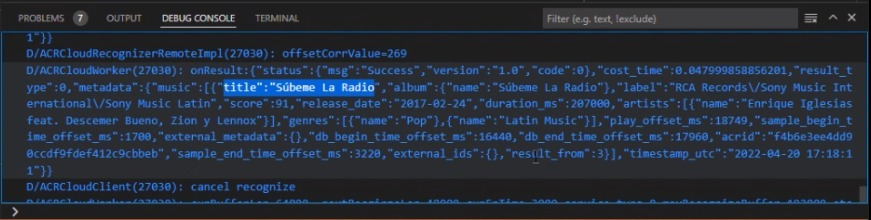 PROBLEMS 7 OUTPUT DEBUG CONSOLE TERMINAL Filter (e.g. text, !exclude)
1"}}
D/ACRCloudRecognizerRemoteImpl(27030): offsetCorrValue=269
D/ACRCloudWorker(27030): onResult:{"status":{"msg":"Success","version":"1.0","code":0},"cost_time":0.047999858856201,"result_t
ype":0,"metadata":{"music":[{"title":"Súbeme La Radio","album":{"name":"Súbeme La Radio"},"label":"RCA Records\/Sony Music Int
ernational\/Sony Music Latin","score":91,"release_date":"2017-02-24","duration_ms":207000,"artists":[{"name":"Enrique Iglesias
feat. Descemer Bueno, Zion y Lennox"}],"genres":[{"name":"Pop"},{"name":"Latin Music"}],"play_offset_ms":18749,"sample_begin_t
ime_offset_ms":1700,"external_metadata":{},"db_begin_time_offset_ms":16440,"db_end_time_offset_ms":17960,"acrid":"f4b6e3ee4dd9
0ccdf9fdef412c9cbbeb","sample_end_time_offset_ms":3220,"external_ids":{},"result_from":3}],"timestamp_utc":"2022-04-20 17:18:1
1"}}
D/ACRCloudClient(27030): cancel recognize